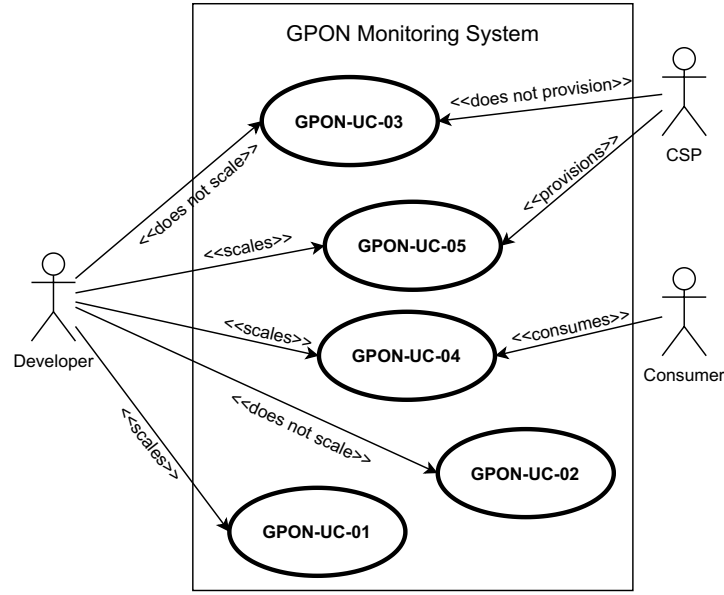 GPON Monitoring System
<<does not provision>>
GPON-UC-03
CSP
<<does not scale>>
<<provisions>>
<<scales>>
GPON-UC-05
<<scales>>
<<consumes>>
GPON-UC-04
Developer
Consumer
<<does not scale>>
<<scales>>
GPON-UC-02
GPON-UC-01